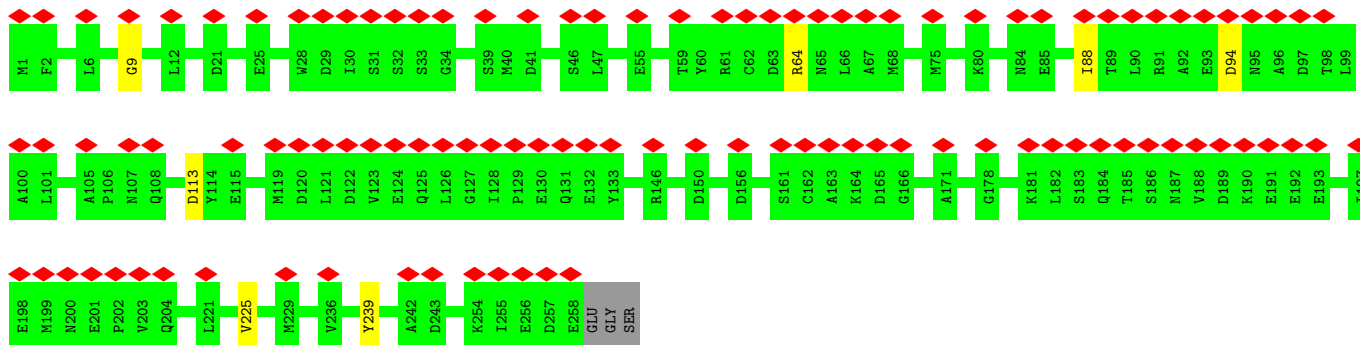 M1 F2 L6 G9 L12 D21 E25 W28 D29 I30 S31 S32 S33 G34 S39 M40 D41 S46 L47 E55 T59 Y60 R61 C62 D63 R64 N65 L66 A67 M68 M75 K80 N84 E85 I88 T89 L90 R91 A92 E93 D94 N95 A96 D97 T98 L99
A100 L101 A105 P106 N107 Q108 D113 Y114 E115 M119 D120 L121 D122 V123 E124 Q125 L126 G127 I128 P129 E130 Q131 E132 Y133 R146 D150 D156 S161 C162 A163 K164 D165 G166 A171 G178 K181 L182 S183 Q184 T185 S186 N187 V188 D189 K190 E191 E192 E193
E198 M199 N200 E201 P202 V203 Q204 L221 V225 M229 V236 Y239 A242 D243 K254 I255 E256 D257 E258 GLU GLY SER